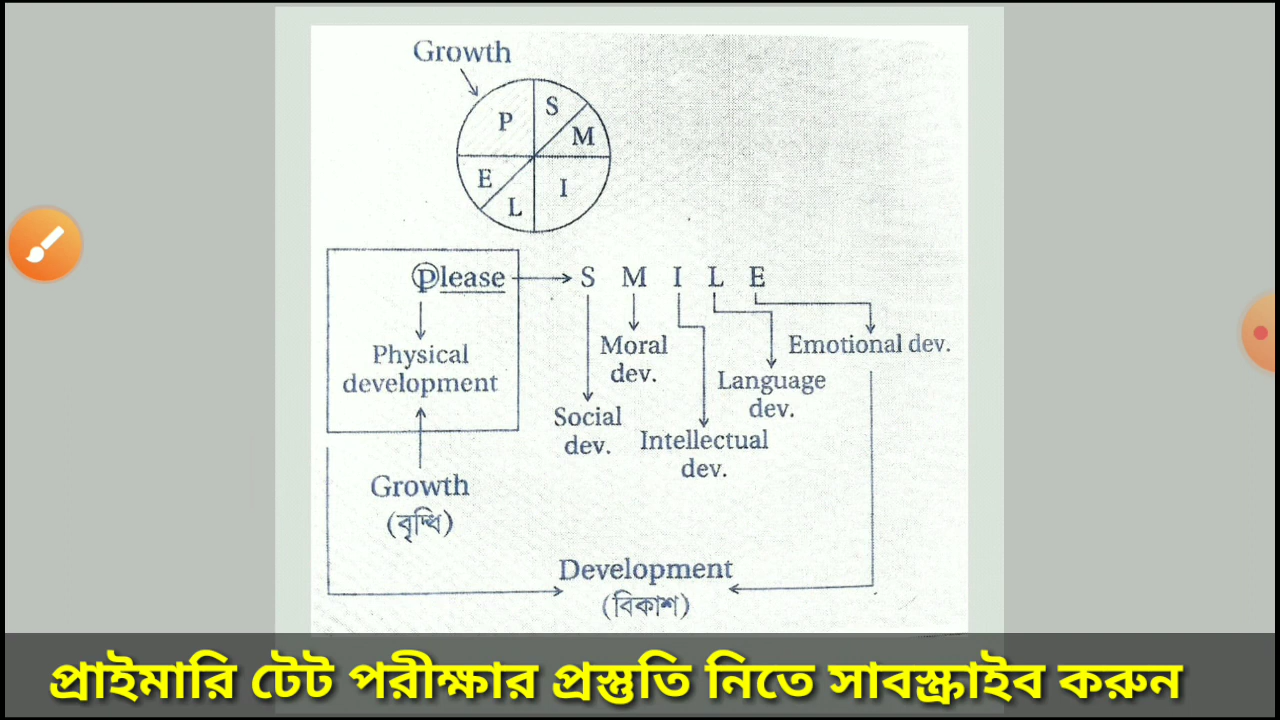 Growth
P
S
M
E
I
L
Please
S M I L E
Physical
development
Moral
dev.
Emotional dev.
Language
dev.
Social
dev.
Intellectual
dev.
Growth
(বৃদ্ধি)
Development
(বিকাশ)
প্রাইমারি টেট পরীক্ষার প্রস্তুতি নিতে সাবস্ক্রাইব করুন